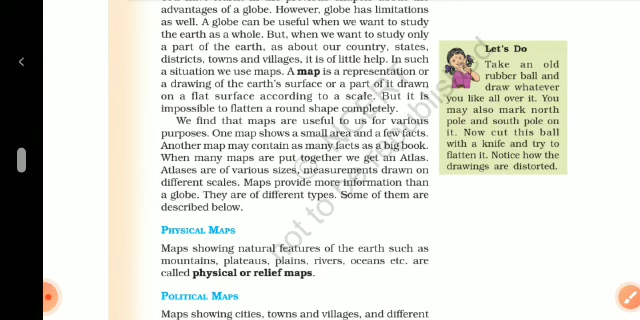 advantages of a globe. However, globe has limitations
as well. A globe can be useful when we want to study
the earth as a whole. But, when we want to study only
a part of the earth, as about our country, states,
districts, towns and villages, it is of little help. In such
a situation we use maps. A map is a representation or
a drawing of the earth's surface or a part of it drawn
on a flat surface according to a scale. But it is
impossible to flatten a round shape completely.
We find that maps are useful to us for various
purposes. One map shows a small area and a few facts.
Another map may contain as many facts as a big book.
When many maps are put together we get an Atlas.
Atlases are of various sizes, measurements drawn on
different scales. Maps provide more information than
a globe. They are of different types. Some of them are
described below.
PHYSICAL MAPS
Maps showing natural features of the earth such as
mountains, plateaus, plains, rivers, oceans etc. are
called physical or relief maps.
POLITICAL MAPS
Maps showing cities, towns and villages, and different
Let's Do
Take an old
rubber ball and
draw whatever
you like all over it. You
may also mark north
pole and south pole on
it. Now cut this ball
with a knife and try to
flatten it. Notice how the
drawings are distorted.
not to be republished